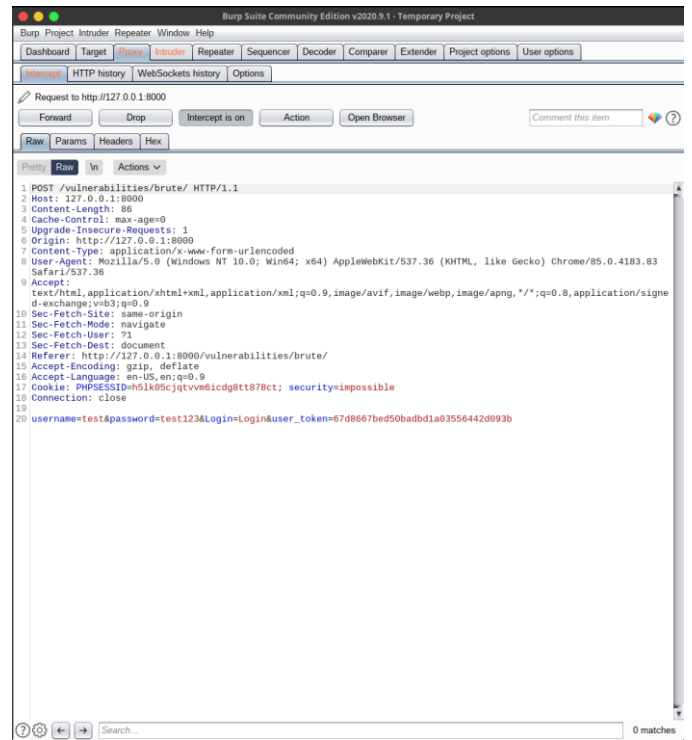 Burp Suite Community Edition v2020.9.1 - Temporary Project
Burp Project Intruder Repeater Window Help
Dashboard Target Proxy Intruder Repeater Sequencer Decoder Comparer Extender Project options User options
Intercept HTTP history WebSockets history Options
Request to http://127.0.0.1:8000
Forward Drop Intercept is on Action Open Browser Comment this item ?
Raw Params Headers Hex
Pretty Raw \n Actions
1 POST /vulnerabilities/brute/ HTTP/1.1
2 Host: 127.0.0.1:8000
3 Content-Length: 86
4 Cache-Control: max-age=0
5 Upgrade-Insecure-Requests: 1
6 Origin: http://127.0.0.1:8000
7 Content-Type: application/x-www-form-urlencoded
8 User-Agent: Mozilla/5.0 (Windows NT 10.0; Win64; x64) AppleWebKit/537.36 (KHTML, like Gecko) Chrome/85.0.4183.83
Safari/537.36
9 Accept:
text/html,application/xhtml+xml,application/xml;q=0.9,image/avif,image/webp,image/apng,*/*;q=0.8,application/signe
d-exchange;v=b3;q=0.9
10 Sec-Fetch-Site: same-origin
11 Sec-Fetch-Mode: navigate
12 Sec-Fetch-User: ?1
13 Sec-Fetch-Dest: document
14 Referer: http://127.0.0.1:8000/vulnerabilities/brute/
15 Accept-Encoding: gzip, deflate
16 Accept-Language: en-US,en;q=0.9
17 Cookie: PHPSESSID=h5lk05cjqtvvm6icdg8tt878ct; security=impossible
18 Connection: close
19
20 username=test&password=test123&Login=Login&user_token=67d8667bed50badbd1a03556442d093b
? Search... 0 matches